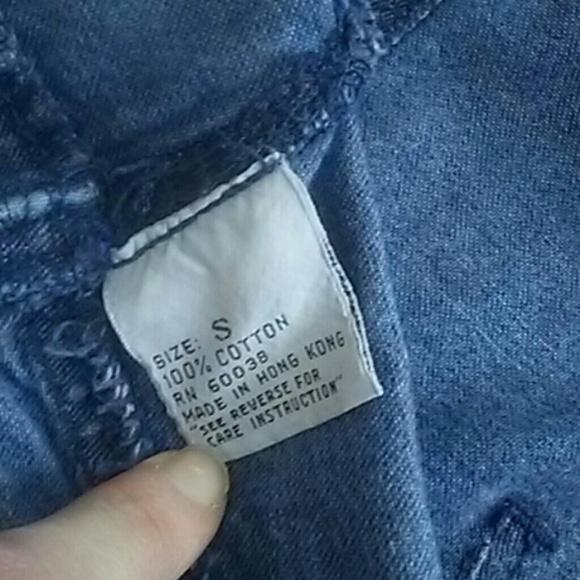 SIZE: S
100% COTTON
RN 60038
MADE IN HONG KONG
"SEE REVERSE FOR
CARE INSTRUCTION"